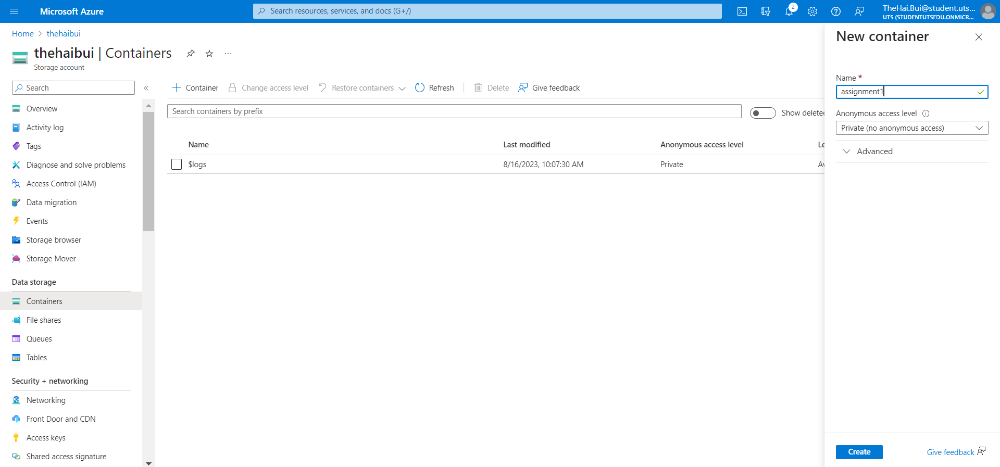 Microsoft Azure
Search resources, services, and docs (G+/)
2
TheHai.Bui@student.uts...
UTS (STUDENTUTSEDU.ONMICR...
Home > thehaibui
thehaibui | Containers
Storage account
Search
Overview
Activity log
Tags
Diagnose and solve problems
Access Control (IAM)
Data migration
Events
Storage browser
Storage Mover
Data storage
Containers
File shares
Queues
Tables
Security + networking
Networking
Front Door and CDN
Access keys
Shared access signature
Container Change access level Restore containers Refresh Delete Give feedback
Search containers by prefix
Show deleted
Name Last modified Anonymous access level Le
$logs 8/16/2023, 10:07:30 AM Private Av
New container
Name *
assignment1
Anonymous access level
Private (no anonymous access)
Advanced
Create Give feedback